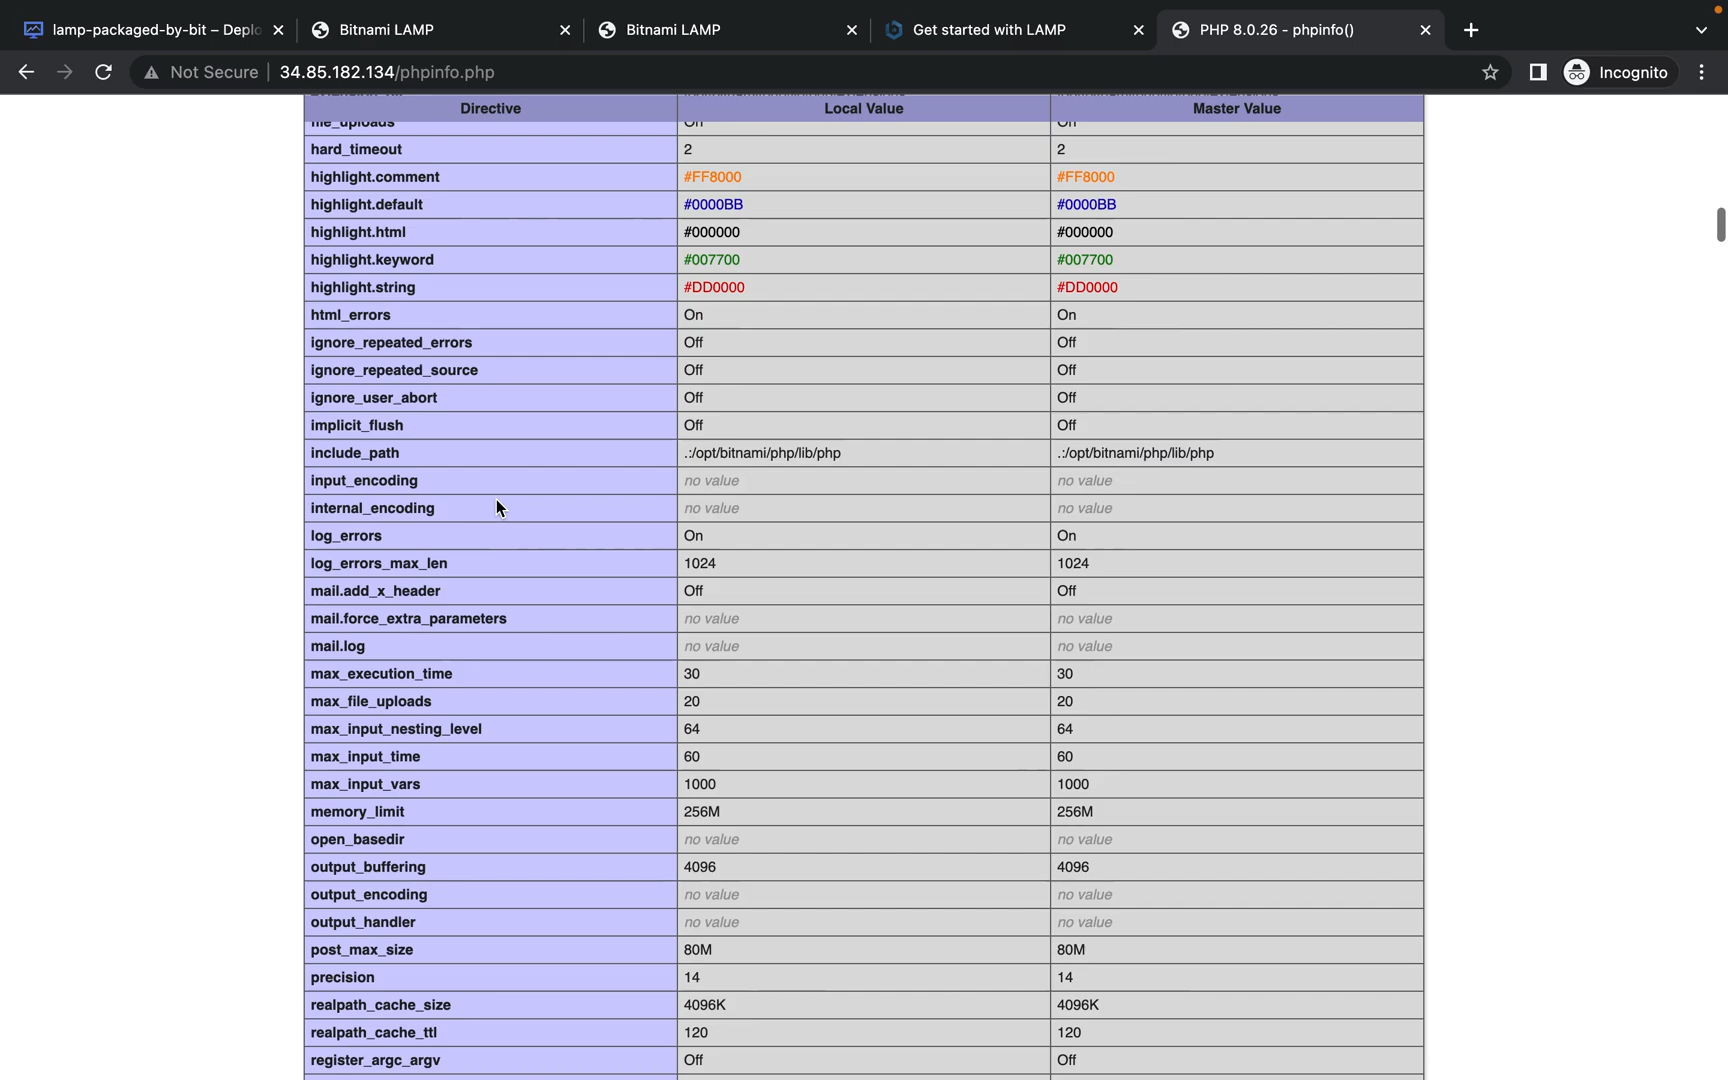 lamp-packaged-by-bit – Deplo
Bitnami LAMP
Bitnami LAMP
Get started with LAMP
PHP 8.0.26 - phpinfo()
Not Secure 34.85.182.134/phpinfo.php
Incognito
Directive Local Value Master Value
file_uploads On On
hard_timeout 2 2
highlight.comment #FF8000 #FF8000
highlight.default #0000BB #0000BB
highlight.html #000000 #000000
highlight.keyword #007700 #007700
highlight.string #DD0000 #DD0000
html_errors On On
ignore_repeated_errors Off Off
ignore_repeated_source Off Off
ignore_user_abort Off Off
implicit_flush Off Off
include_path .:/opt/bitnami/php/lib/php .:/opt/bitnami/php/lib/php
input_encoding no value no value
internal_encoding no value no value
log_errors On On
log_errors_max_len 1024 1024
mail.add_x_header Off Off
mail.force_extra_parameters no value no value
mail.log no value no value
max_execution_time 30 30
max_file_uploads 20 20
max_input_nesting_level 64 64
max_input_time 60 60
max_input_vars 1000 1000
memory_limit 256M 256M
open_basedir no value no value
output_buffering 4096 4096
output_encoding no value no value
output_handler no value no value
post_max_size 80M 80M
precision 14 14
realpath_cache_size 4096K 4096K
realpath_cache_ttl 120 120
register_argc_argv Off Off